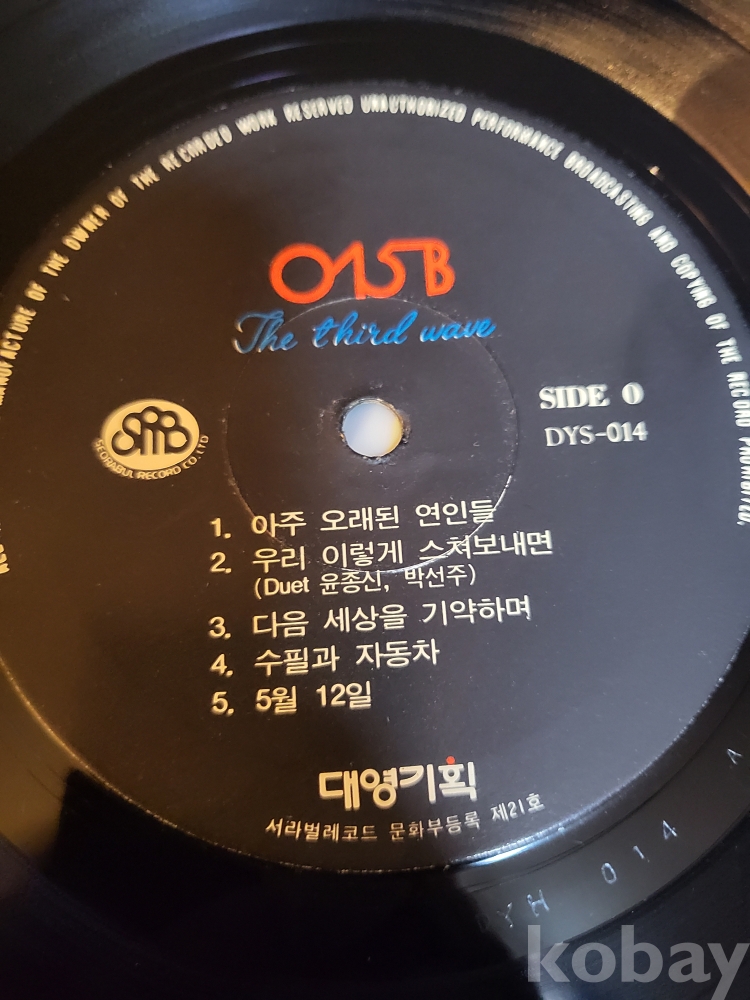 MANUFACTURE OF THE OWNER OF THE RECORDED WORK RESERVED UNAUTHORIZED PERFORMANCE BROADCASTING AND COPYING OF THE RECORD PROHIBITED.
015B
The third wave
SIDE 0
DYS-014
SRB
SEORABUL RECORD CO., LTD
1. 아주 오래된 연인들
2. 우리 이렇게 스쳐보내면
(Duet 윤종신, 박선주)
3. 다음 세상을 기약하며
4. 수필과 자동차
5. 5월 12일
대영기획
서라벌레코드 문화부등록 제21호
DYH 014 A
kobay